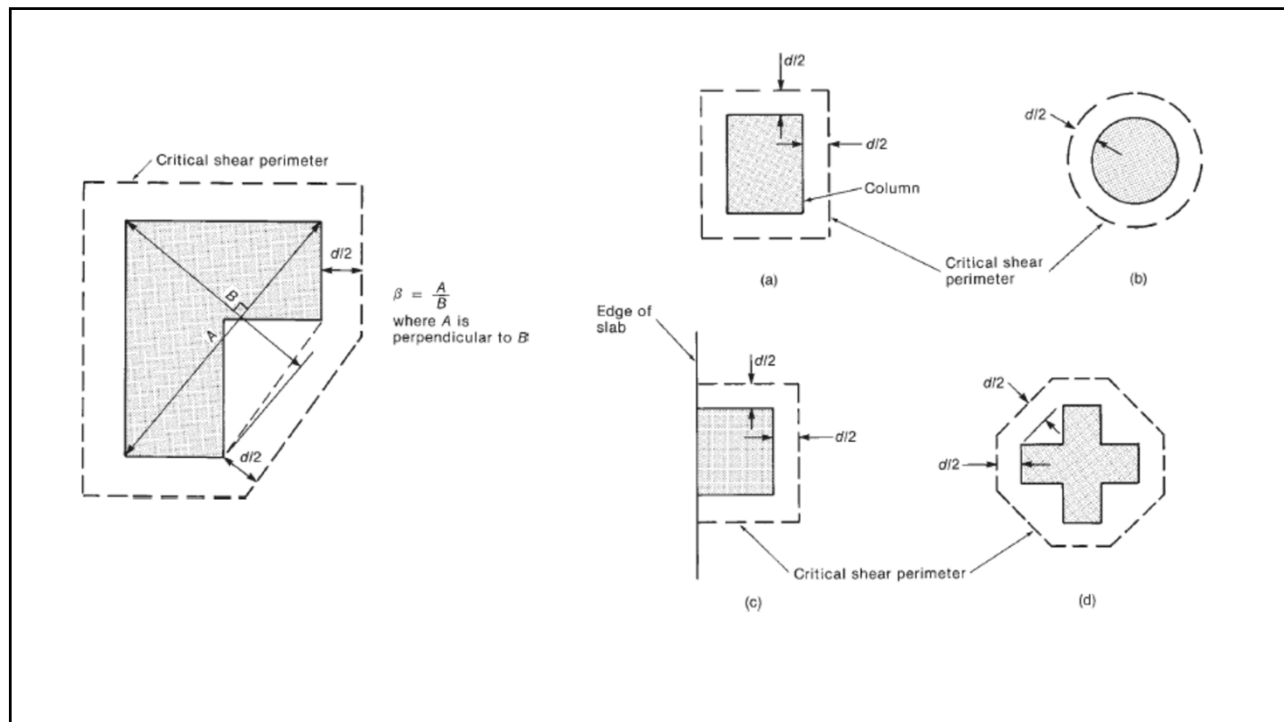 Critical shear perimeter
d/2
B
A
d/2
β = A/B
where A is
perpendicular to B
d/2
d/2
Column
(a)
d/2
(b)
Critical shear
perimeter
Edge of
slab
d/2
d/2
(c)
d/2
d/2
(d)
Critical shear perimeter